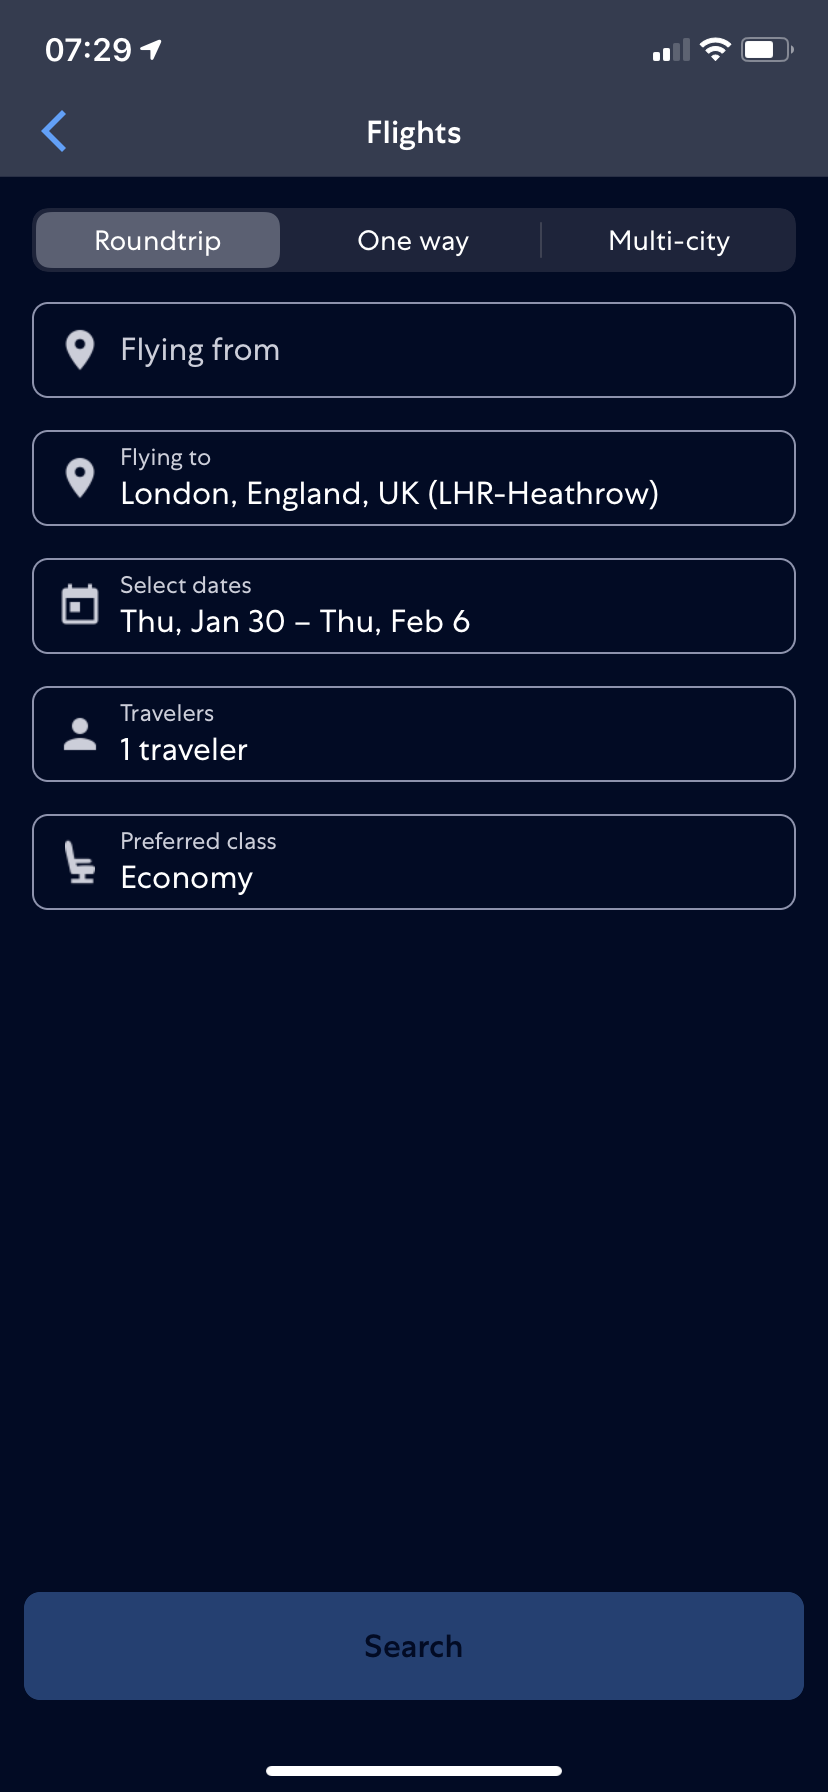 07:29
Flights
Roundtrip One way Multi-city
Flying from
Flying to
London, England, UK (LHR-Heathrow)
Select dates
Thu, Jan 30 – Thu, Feb 6
Travelers
1 traveler
Preferred class
Economy
Search